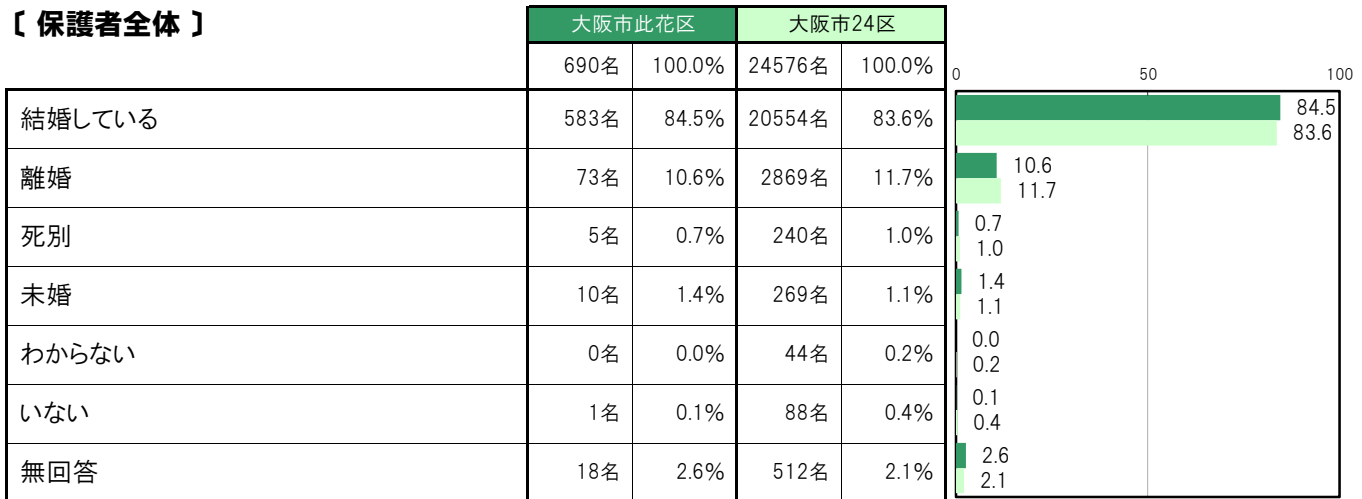 〔 保護者全体 〕
大阪市此花区 大阪市24区
690名 100.0% 24576名 100.0%
0 50 100
結婚している 583名 84.5% 20554名 83.6%
84.5
83.6
離婚 73名 10.6% 2869名 11.7%
10.6
11.7
死別 5名 0.7% 240名 1.0%
0.7
1.0
未婚 10名 1.4% 269名 1.1%
1.4
1.1
わからない 0名 0.0% 44名 0.2%
0.0
0.2
いない 1名 0.1% 88名 0.4%
0.1
0.4
無回答 18名 2.6% 512名 2.1%
2.6
2.1